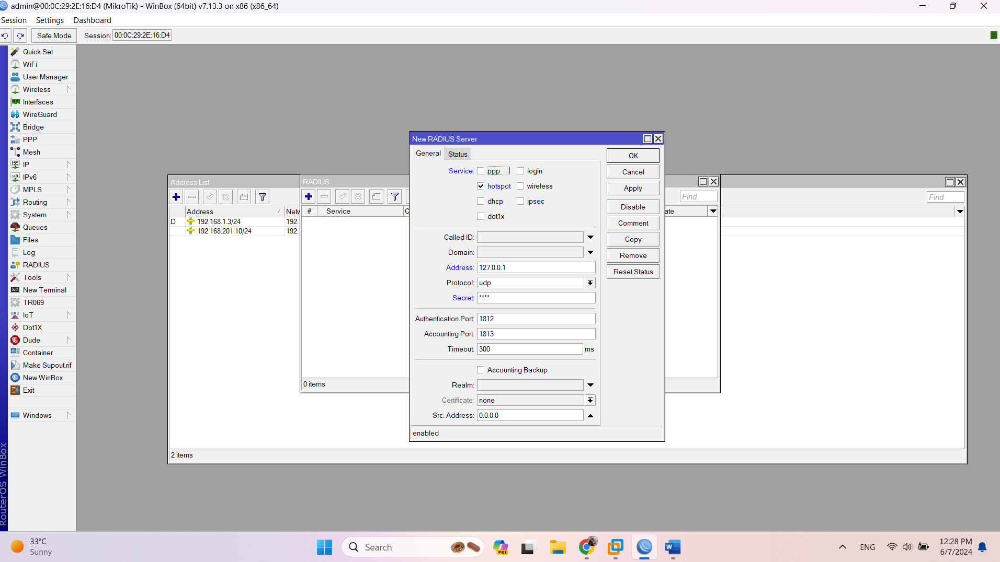 admin@00:0C:29:2E:16:D4 (MikroTik) - WinBox (64bit) v7.13.3 on x86 (x86_64)
Session Settings Dashboard
Safe Mode Session: 00:0C:29:2E:16:D4
Quick Set
WiFi
User Manager
Wireless
Interfaces
WireGuard
Bridge
PPP
Mesh
IP
IPv6
MPLS
Routing
System
Queues
Files
Log
RADIUS
Tools
New Terminal
TR069
IoT
Dot1X
Dude
Container
Make Supout.rif
New WinBox
Exit
Windows
RouterOS WinBox
Address List
Find
Address Netw
D 192.168.1.3/24 192.
192.168.201.10/24 192.
2 items
RADIUS
Find
# Service C ate
0 items
New RADIUS Server
General Status
Service: ppp login
hotspot wireless
dhcp ipsec
dot1x
Called ID:
Domain:
Address: 127.0.0.1
Protocol: udp
Secret: ****
Authentication Port: 1812
Accounting Port: 1813
Timeout: 300 ms
Accounting Backup
Realm:
Certificate: none
Src. Address: 0.0.0.0
enabled
OK
Cancel
Apply
Disable
Comment
Copy
Remove
Reset Status
33°C
Sunny
Search
PRE
ENG
12:28 PM
6/7/2024